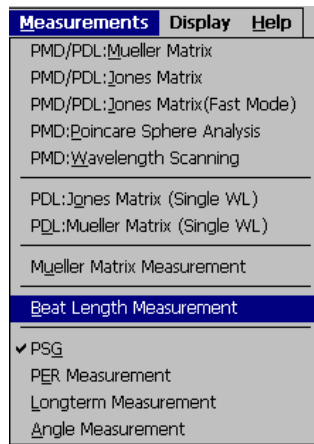 Measurements Display Help
PMD/PDL:Mueller Matrix
PMD/PDL:Jones Matrix
PMD/PDL:Jones Matrix(Fast Mode)
PMD:Poincare Sphere Analysis
PMD:Wavelength Scanning
PDL:Jones Matrix (Single WL)
PDL:Mueller Matrix (Single WL)
Mueller Matrix Measurement
Beat Length Measurement
PSG
PER Measurement
Longterm Measurement
Angle Measurement